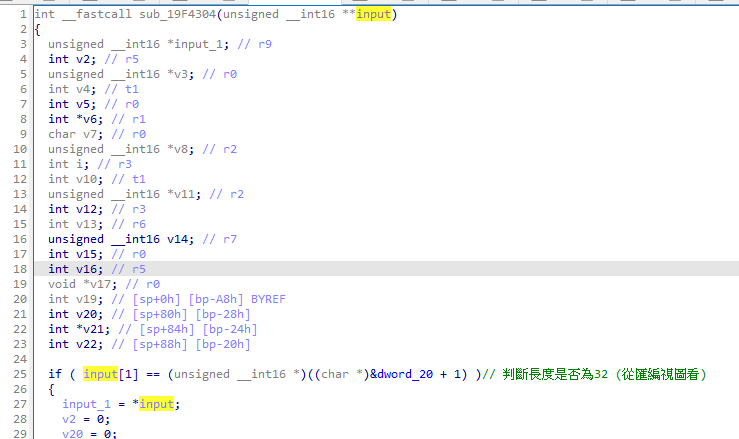 1 int __fastcall sub_19F4304(unsigned __int16 **input)
2 {
3 unsigned __int16 *input_1; // r9
4 int v2; // r5
5 unsigned __int16 *v3; // r0
6 int v4; // t1
7 int v5; // r0
8 int *v6; // r1
9 char v7; // r0
10 unsigned __int16 *v8; // r2
11 int i; // r3
12 int v10; // t1
13 unsigned __int16 *v11; // r2
14 int v12; // r3
15 int v13; // r6
16 unsigned __int16 v14; // r7
17 int v15; // r0
18 int v16; // r5
19 void *v17; // r0
20 int v19; // [sp+0h] [bp-A8h] BYREF
21 int v20; // [sp+80h] [bp-28h]
22 int *v21; // [sp+84h] [bp-24h]
23 int v22; // [sp+88h] [bp-20h]
24
25 if ( input[1] == (unsigned __int16 *)((char *)&dword_20 + 1) )// 判斷長度是否為32 (從匯編視圖看)
26 {
27 input_1 = *input;
28 v2 = 0;
29 v20 = 0;